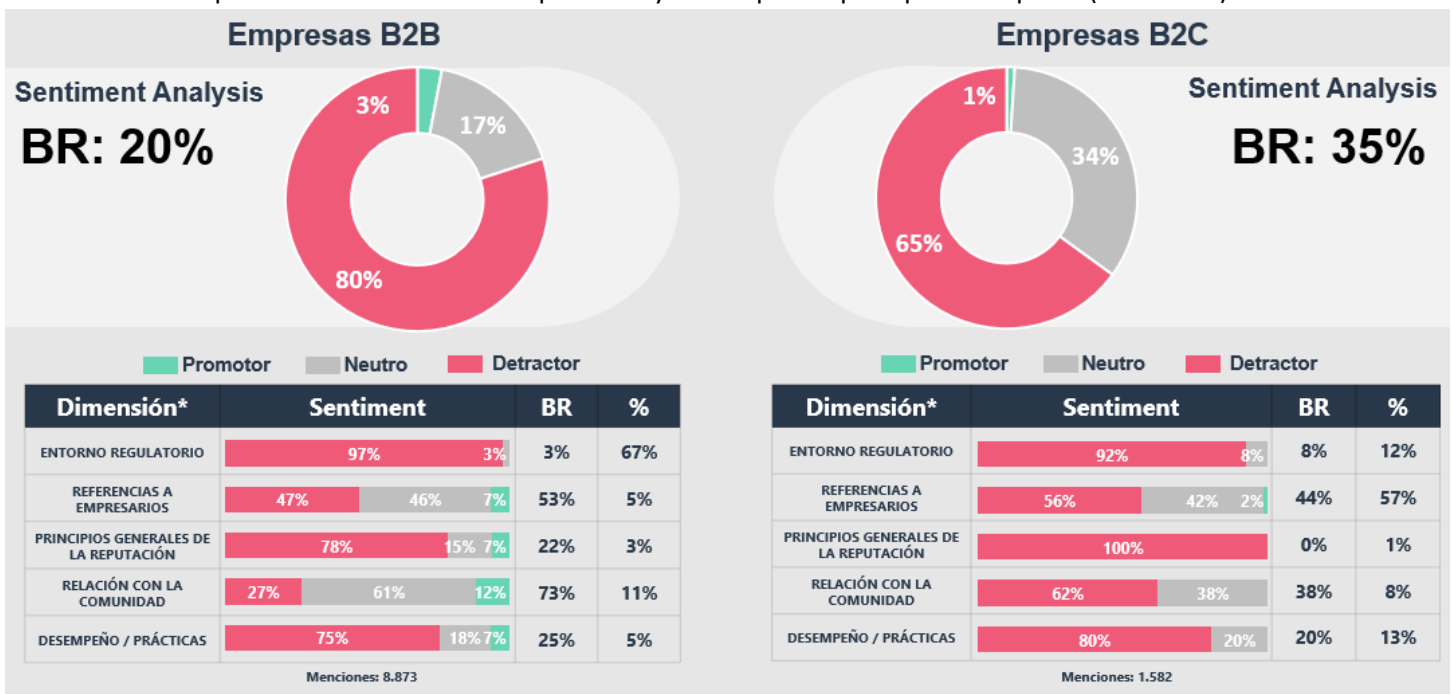 Empresas B2B
Sentiment Analysis
BR: 20%
3%
17%
80%
Promotor
Neutro
Detractor
Dimensión*
Sentiment
BR
%
ENTORNO REGULATORIO
97%
3%
3%
67%
REFERENCIAS A
EMPRESARIOS
47%
46%
7%
53%
5%
PRINCIPIOS GENERALES DE
LA REPUTACIÓN
78%
15%
7%
22%
3%
RELACIÓN CON LA
COMUNIDAD
27%
61%
12%
73%
11%
DESEMPEÑO / PRÁCTICAS
75%
18%
7%
25%
5%
Menciones: 8.873
Empresas B2C
Sentiment Analysis
BR: 35%
1%
34%
65%
Promotor
Neutro
Detractor
Dimensión*
Sentiment
BR
%
ENTORNO REGULATORIO
92%
8%
8%
12%
REFERENCIAS A
EMPRESARIOS
56%
42%
2%
44%
57%
PRINCIPIOS GENERALES DE
LA REPUTACIÓN
100%
0%
1%
RELACIÓN CON LA
COMUNIDAD
62%
38%
38%
8%
DESEMPEÑO / PRÁCTICAS
80%
20%
20%
13%
Menciones: 1.582